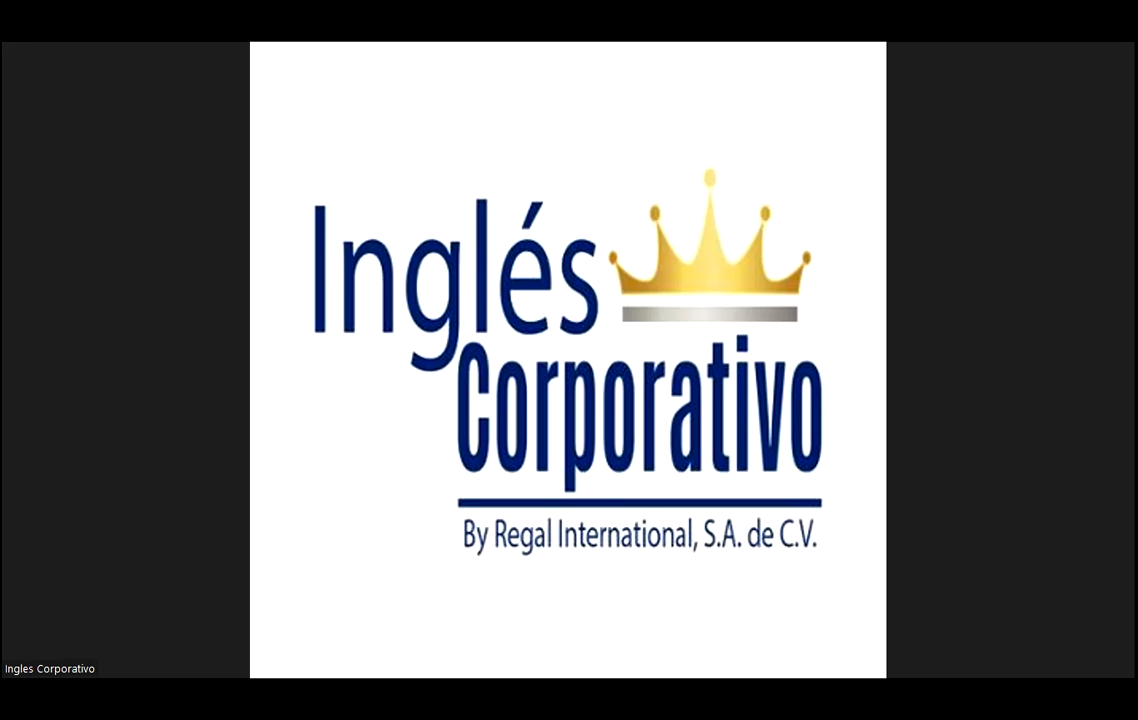 Inglés
Corporativo
By Regal International, S.A. de C.V.
Ingles Corporativo